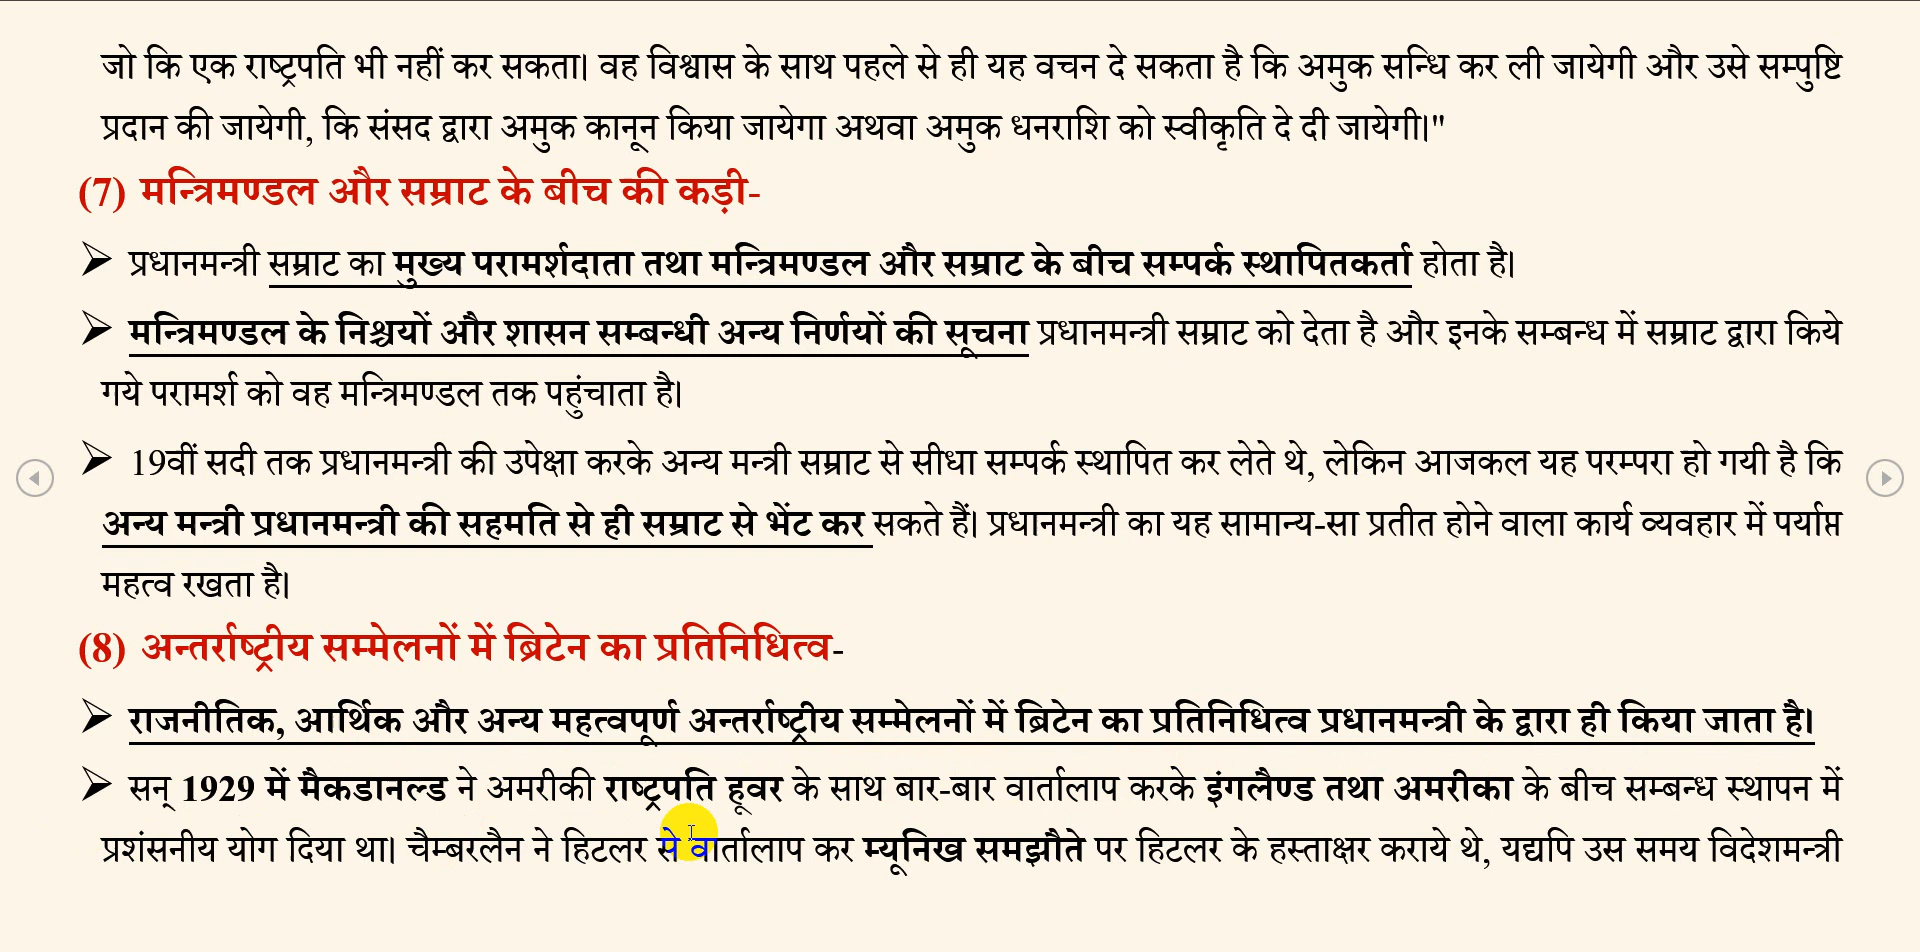 जो कि एक राष्ट्रपति भी नहीं कर सकता। वह विश्वास के साथ पहले से ही यह वचन दे सकता है कि अमुक सन्धि कर ली जायेगी और उसे सम्पुष्टि
प्रदान की जायेगी, कि संसद द्वारा अमुक कानून किया जायेगा अथवा अमुक धनराशि को स्वीकृति दे दी जायेगी।"
(7) मन्त्रिमण्डल और सम्राट के बीच की कड़ी-
➢ प्रधानमन्त्री सम्राट का मुख्य परामर्शदाता तथा मन्त्रिमण्डल और सम्राट के बीच सम्पर्क स्थापितकर्ता होता है।
➢ मन्त्रिमण्डल के निश्चयों और शासन सम्बन्धी अन्य निर्णयों की सूचना प्रधानमन्त्री सम्राट को देता है और इनके सम्बन्ध में सम्राट द्वारा किये
गये परामर्श को वह मन्त्रिमण्डल तक पहुंचाता है।
➢ 19वीं सदी तक प्रधानमन्त्री की उपेक्षा करके अन्य मन्त्री सम्राट से सीधा सम्पर्क स्थापित कर लेते थे, लेकिन आजकल यह परम्परा हो गयी है कि
अन्य मन्त्री प्रधानमन्त्री की सहमति से ही सम्राट से भेंट कर सकते हैं। प्रधानमन्त्री का यह सामान्य-सा प्रतीत होने वाला कार्य व्यवहार में पर्याप्त
महत्व रखता है।
(8) अन्तर्राष्ट्रीय सम्मेलनों में ब्रिटेन का प्रतिनिधित्व-
➢ राजनीतिक, आर्थिक और अन्य महत्वपूर्ण अन्तर्राष्ट्रीय सम्मेलनों में ब्रिटेन का प्रतिनिधित्व प्रधानमन्त्री के द्वारा ही किया जाता है।
➢ सन् 1929 में मैकडानल्ड ने अमरीकी राष्ट्रपति हूवर के साथ बार-बार वार्तालाप करके इंगलैण्ड तथा अमरीका के बीच सम्बन्ध स्थापन में
प्रशंसनीय योग दिया था। चैम्बरलैन ने हिटलर से वार्तालाप कर म्यूनिख समझौते पर हिटलर के हस्ताक्षर कराये थे, यद्यपि उस समय विदेशमन्त्री